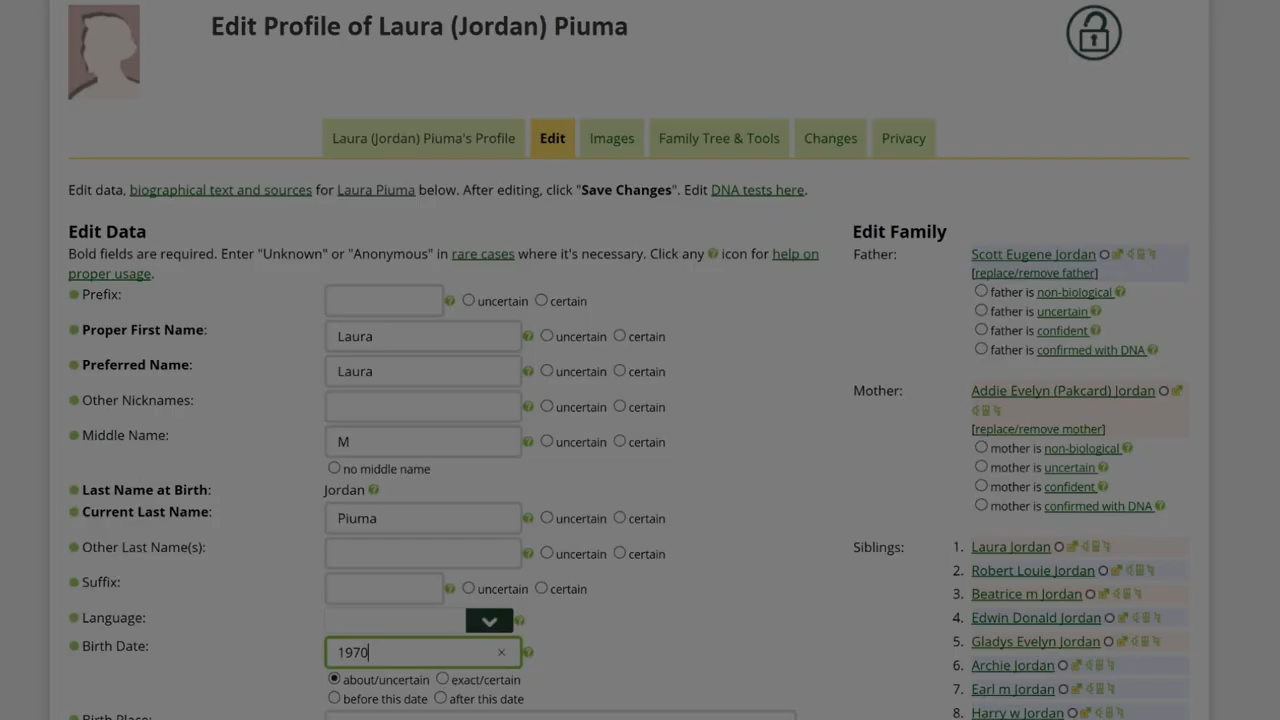 Edit Profile of Laura (Jordan) Piuma
Laura (Jordan) Piuma's Profile Edit Images Family Tree & Tools Changes Privacy
Edit data, biographical text and sources for Laura Piuma below. After editing, click "Save Changes". Edit DNA tests here.
Edit Data
Bold fields are required. Enter "Unknown" or "Anonymous" in rare cases where it's necessary. Click any ? icon for help on
proper usage.
Prefix: ? uncertain certain
Proper First Name: Laura ? uncertain certain
Preferred Name: Laura ? uncertain certain
Other Nicknames: ? uncertain certain
Middle Name: M ? uncertain certain
no middle name
Last Name at Birth: Jordan ?
Current Last Name: Piuma ? uncertain certain
Other Last Name(s): ? uncertain certain
Suffix: ? uncertain certain
Language: ?
Birth Date: 1970 × ?
about/uncertain exact/certain
before this date after this date
Birth Place:
Edit Family
Father: Scott Eugene Jordan
[replace/remove father]
father is non-biological ?
father is uncertain ?
father is confident ?
father is confirmed with DNA ?
Mother: Addie Evelyn (Pakcard) Jordan
[replace/remove mother]
mother is non-biological ?
mother is uncertain ?
mother is confident ?
mother is confirmed with DNA ?
Siblings: 1. Laura Jordan
2. Robert Louie Jordan
3. Beatrice m Jordan
4. Edwin Donald Jordan
5. Gladys Evelyn Jordan
6. Archie Jordan
7. Earl m Jordan
8. Harry w Jordan